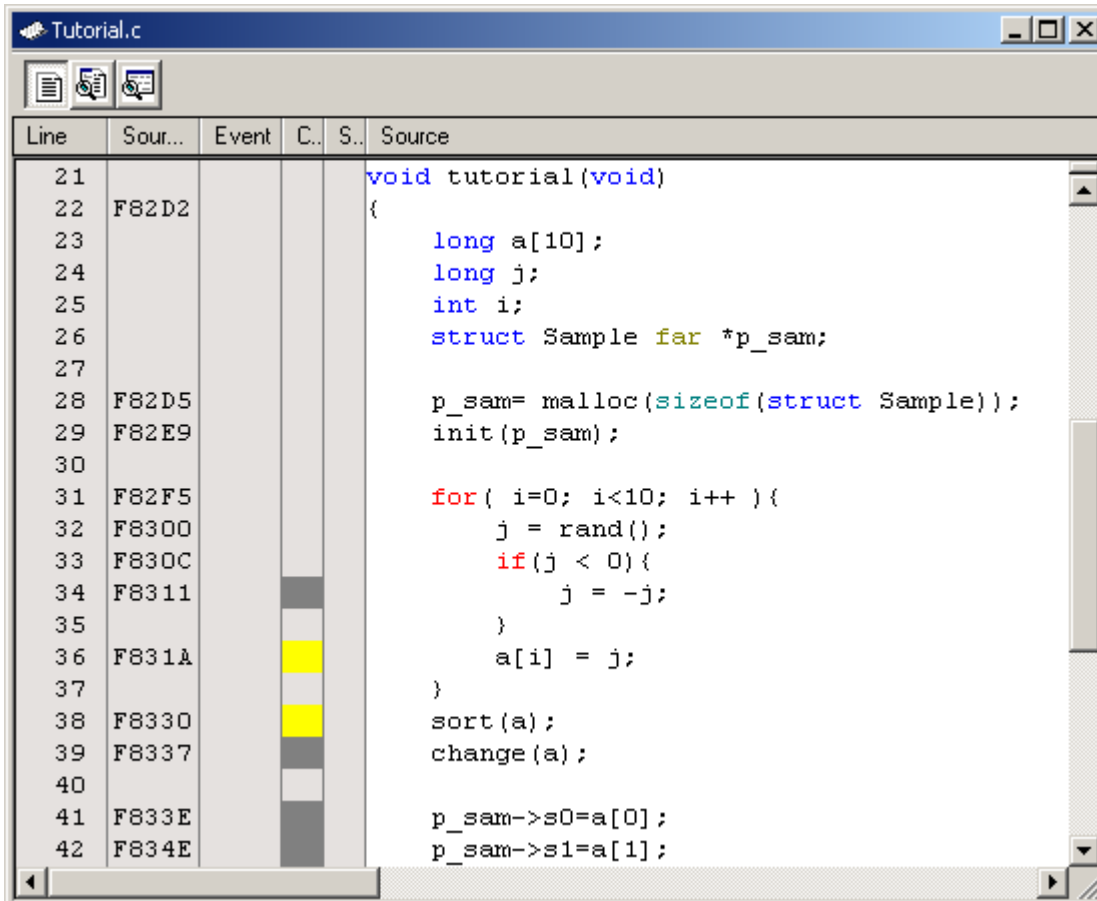 Tutorial.c
Line Sour... Event C.. S.. Source
21 void tutorial(void)
22 F82D2 {
23 long a[10];
24 long j;
25 int i;
26 struct Sample far *p_sam;
27
28 F82D5 p_sam= malloc(sizeof(struct Sample));
29 F82E9 init(p_sam);
30
31 F82F5 for( i=0; i<10; i++ ){
32 F8300 j = rand();
33 F830C if(j < 0){
34 F8311 j = -j;
35 }
36 F831A a[i] = j;
37 }
38 F8330 sort(a);
39 F8337 change(a);
40
41 F833E p_sam->s0=a[0];
42 F834E p_sam->s1=a[1];